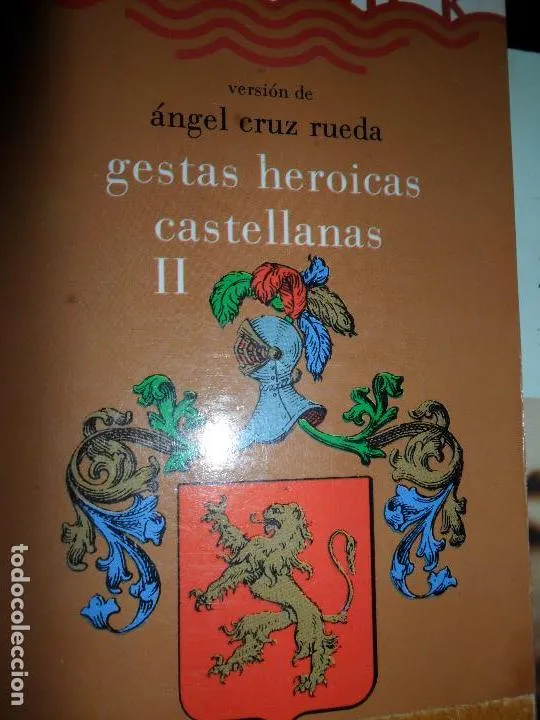 versión de
ángel cruz rueda
gestas heroicas
castellanas
II
todocoleccion